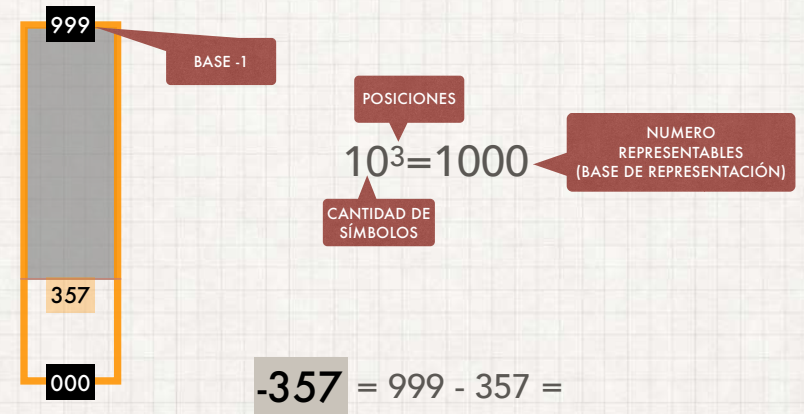 999
BASE -1
POSICIONES
10³=1000
NUMERO
REPRESENTABLES
(BASE DE REPRESENTACIÓN)
CANTIDAD DE
SÍMBOLOS
357
000
-357 = 999 - 357 =